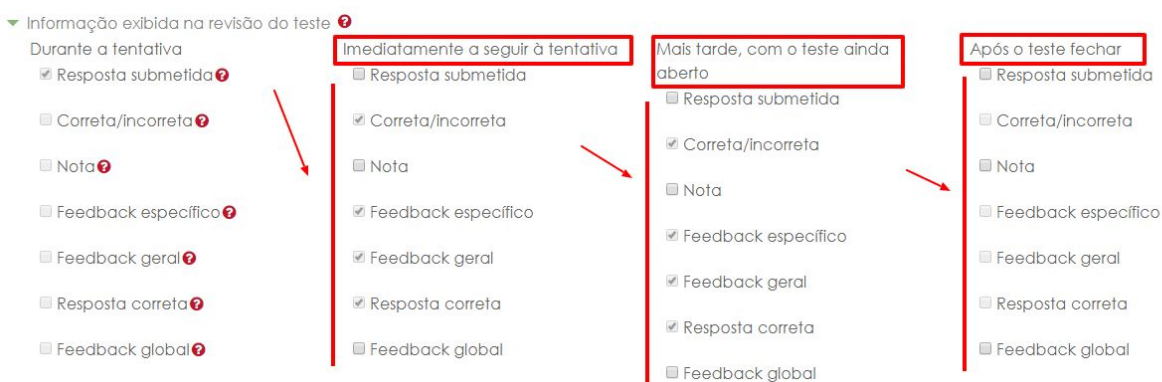 Informação exibida na revisão do teste
Durante a tentativa
Resposta submetida
Correta/incorreta
Nota
Feedback específico
Feedback geral
Resposta correta
Feedback global
Imediatamente a seguir à tentativa
Resposta submetida
Correta/incorreta
Nota
Feedback específico
Feedback geral
Resposta correta
Feedback global
Mais tarde, com o teste ainda
aberto
Resposta submetida
Correta/incorreta
Nota
Feedback específico
Feedback geral
Resposta correta
Feedback global
Após o teste fechar
Resposta submetida
Correta/incorreta
Nota
Feedback específico
Feedback geral
Resposta correta
Feedback global